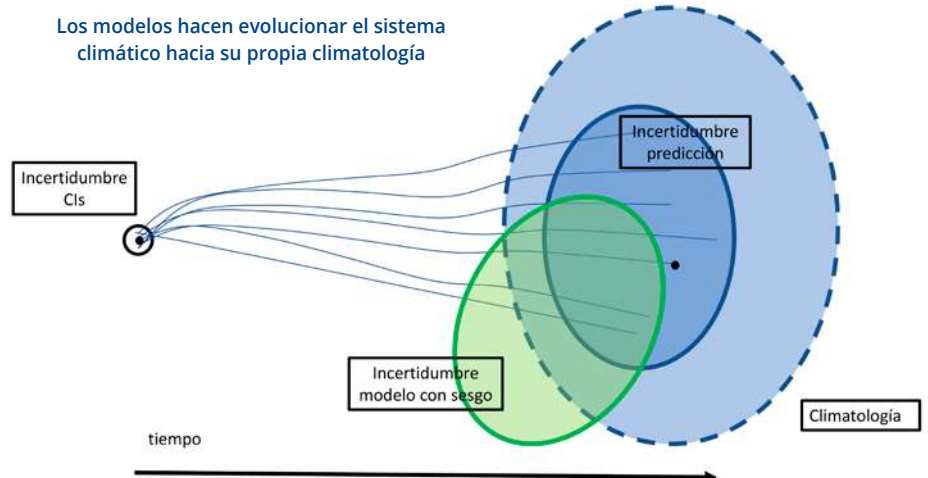 Los modelos hacen evolucionar el sistema
climático hacia su propia climatología
Incertidumbre
predicción
Incertidumbre
CIs
Incertidumbre
modelo con sesgo
Climatología
tiempo